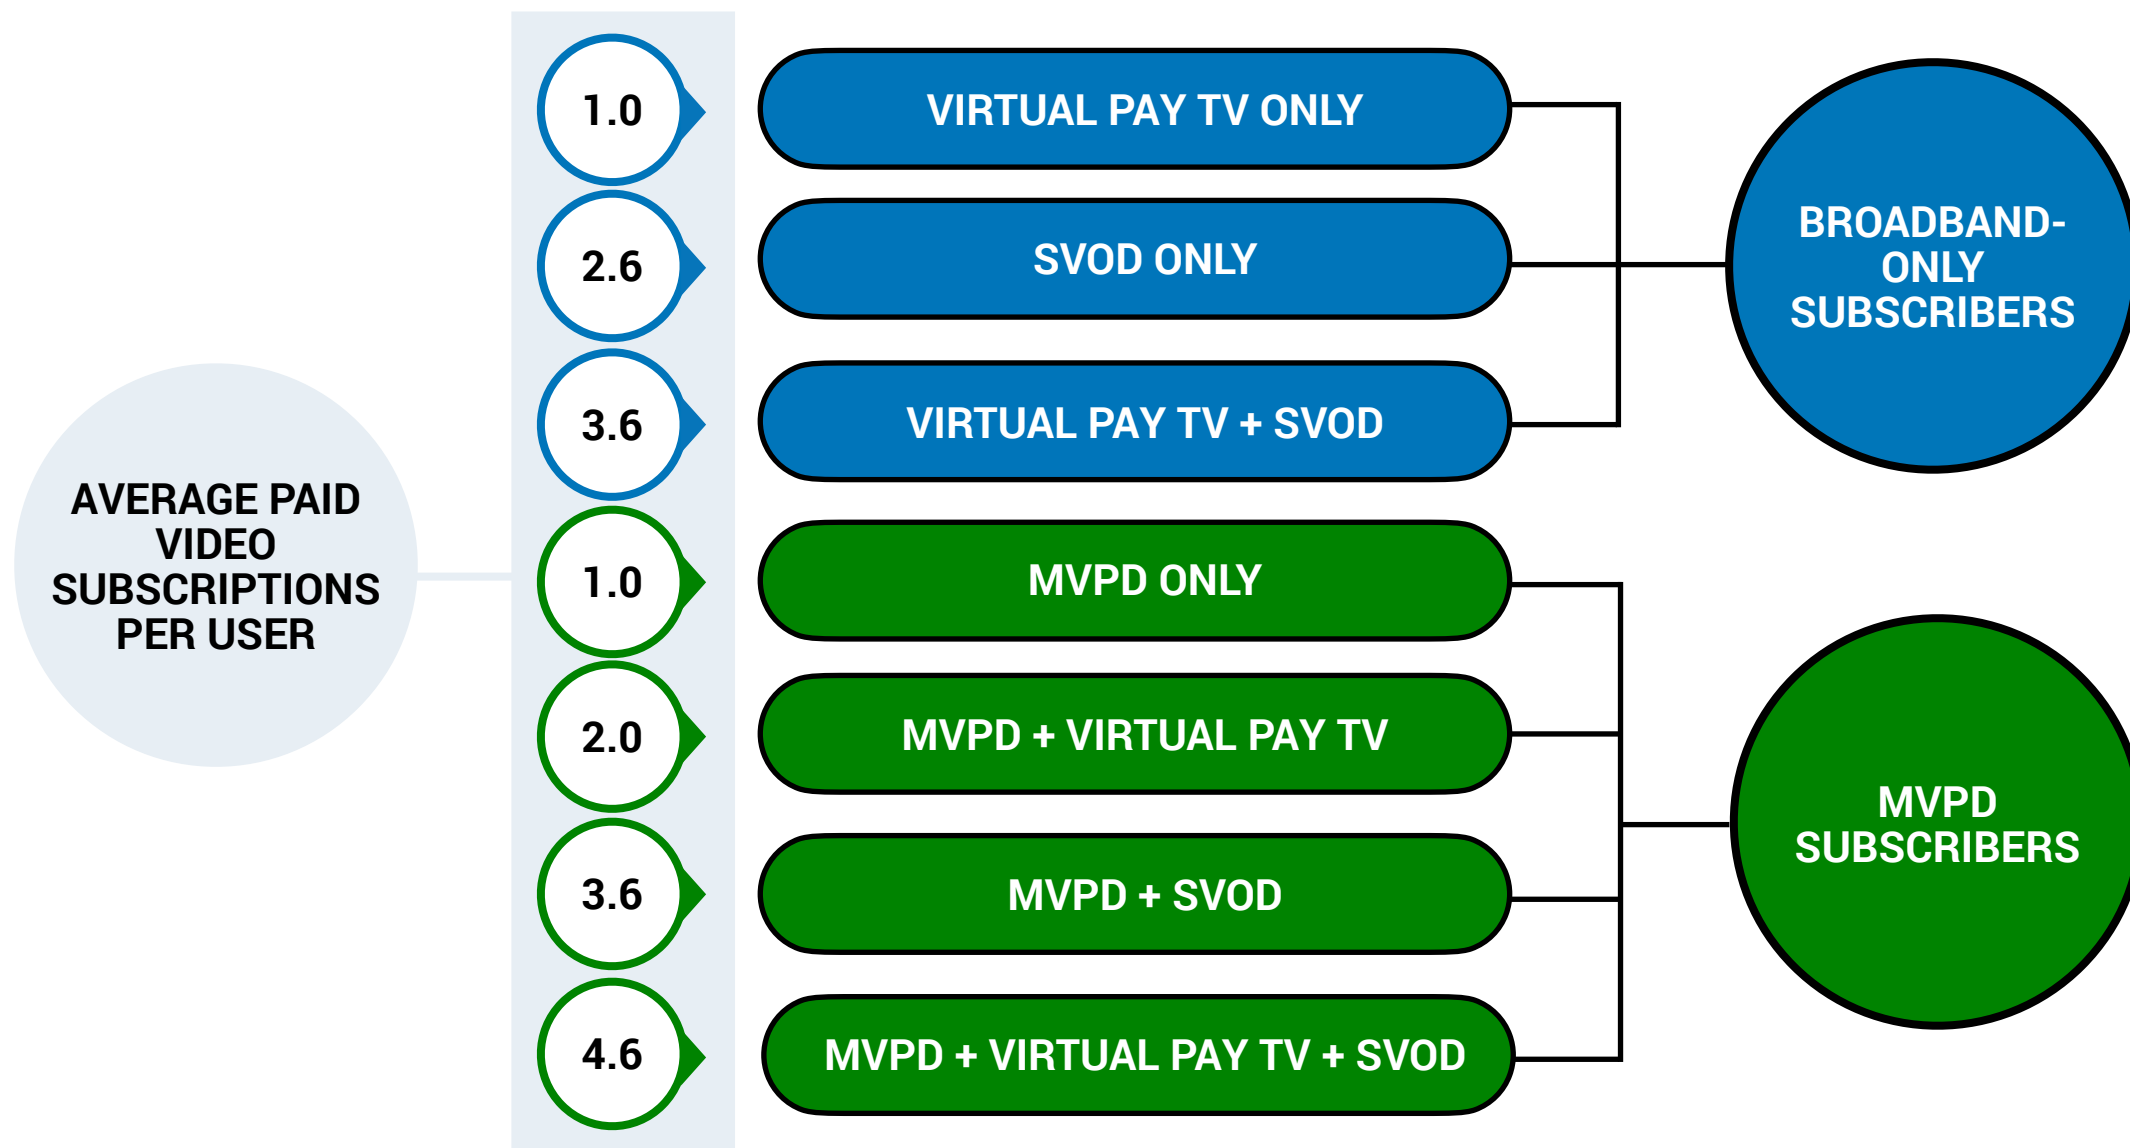 AVERAGE PAID
VIDEO
SUBSCRIPTIONS
PER USER
1.0
VIRTUAL PAY TV ONLY
2.6
SVOD ONLY
3.6
VIRTUAL PAY TV + SVOD
BROADBAND-
ONLY
SUBSCRIBERS
1.0
MVPD ONLY
2.0
MVPD + VIRTUAL PAY TV
3.6
MVPD + SVOD
4.6
MVPD + VIRTUAL PAY TV + SVOD
MVPD
SUBSCRIBERS